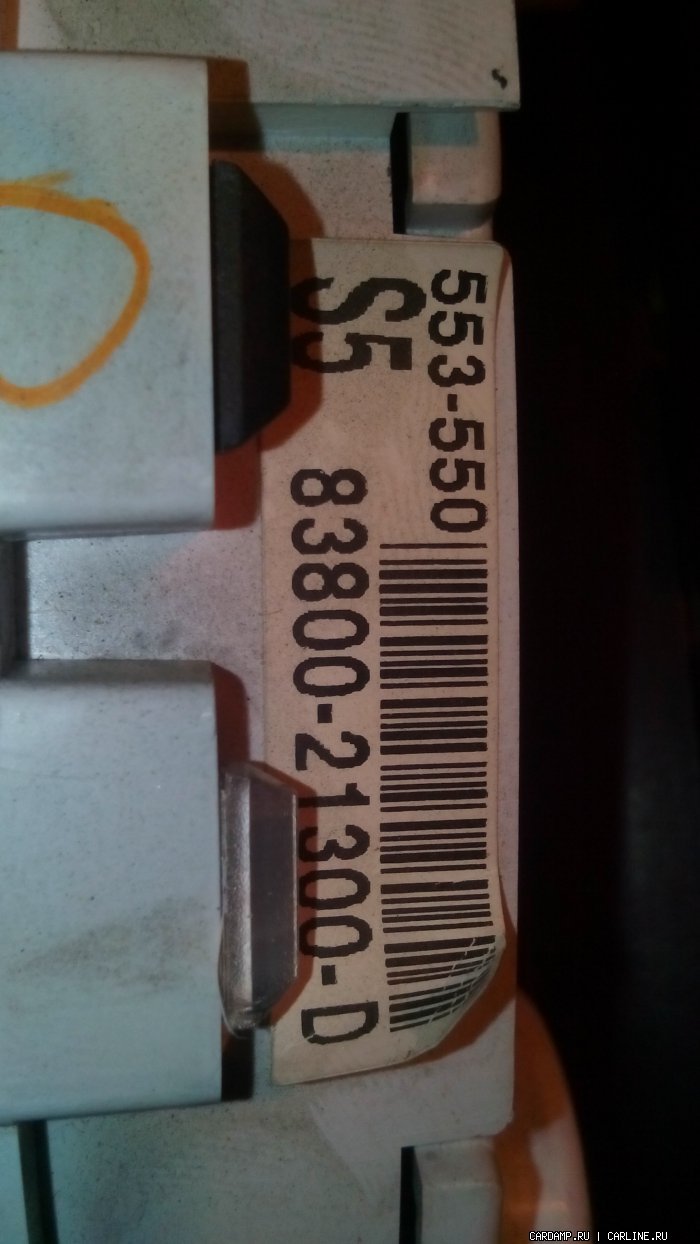 553-550
S5
83800-21300-D
CARDAMP.RU | CARLINE.RU